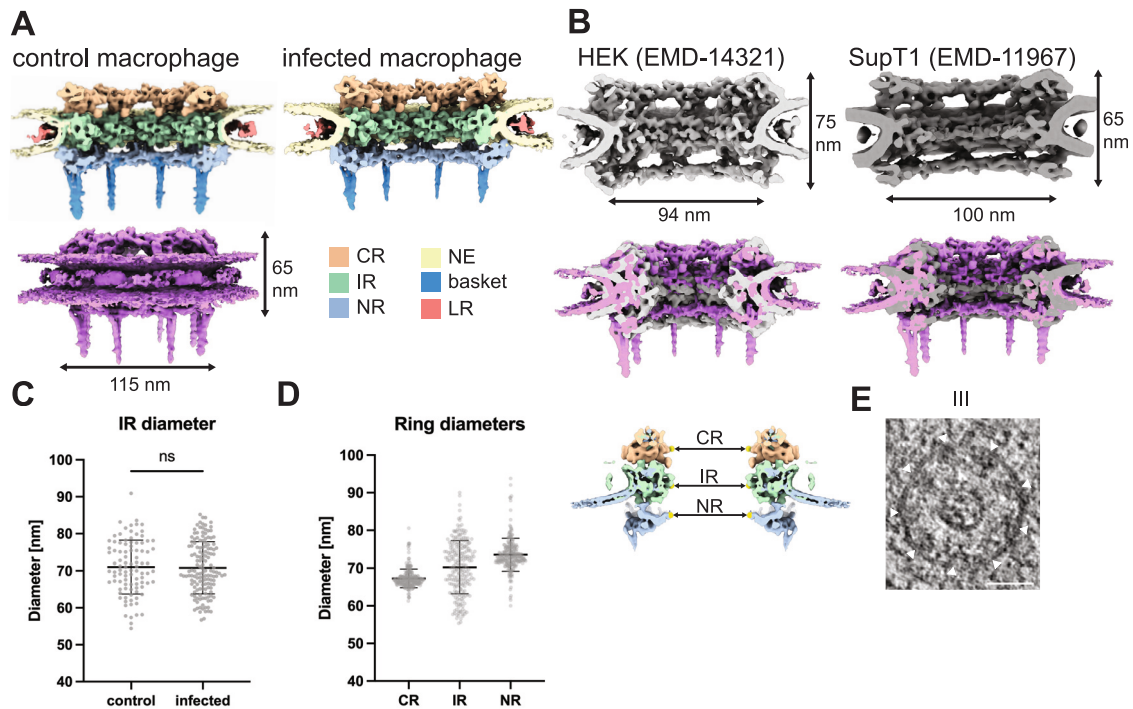 A
control macrophage
infected macrophage
65
nm
115 nm
CR
IR
NR
NE
basket
LR
B
HEK (EMD-14321)
SupT1 (EMD-11967)
75
nm
65
nm
94 nm
100 nm
C
IR diameter
ns
Diameter [nm]
100
90
80
70
60
50
40
control
infected
D
Ring diameters
Diameter [nm]
100
90
80
70
60
50
40
CR
IR
NR
CR
IR
NR
E
III